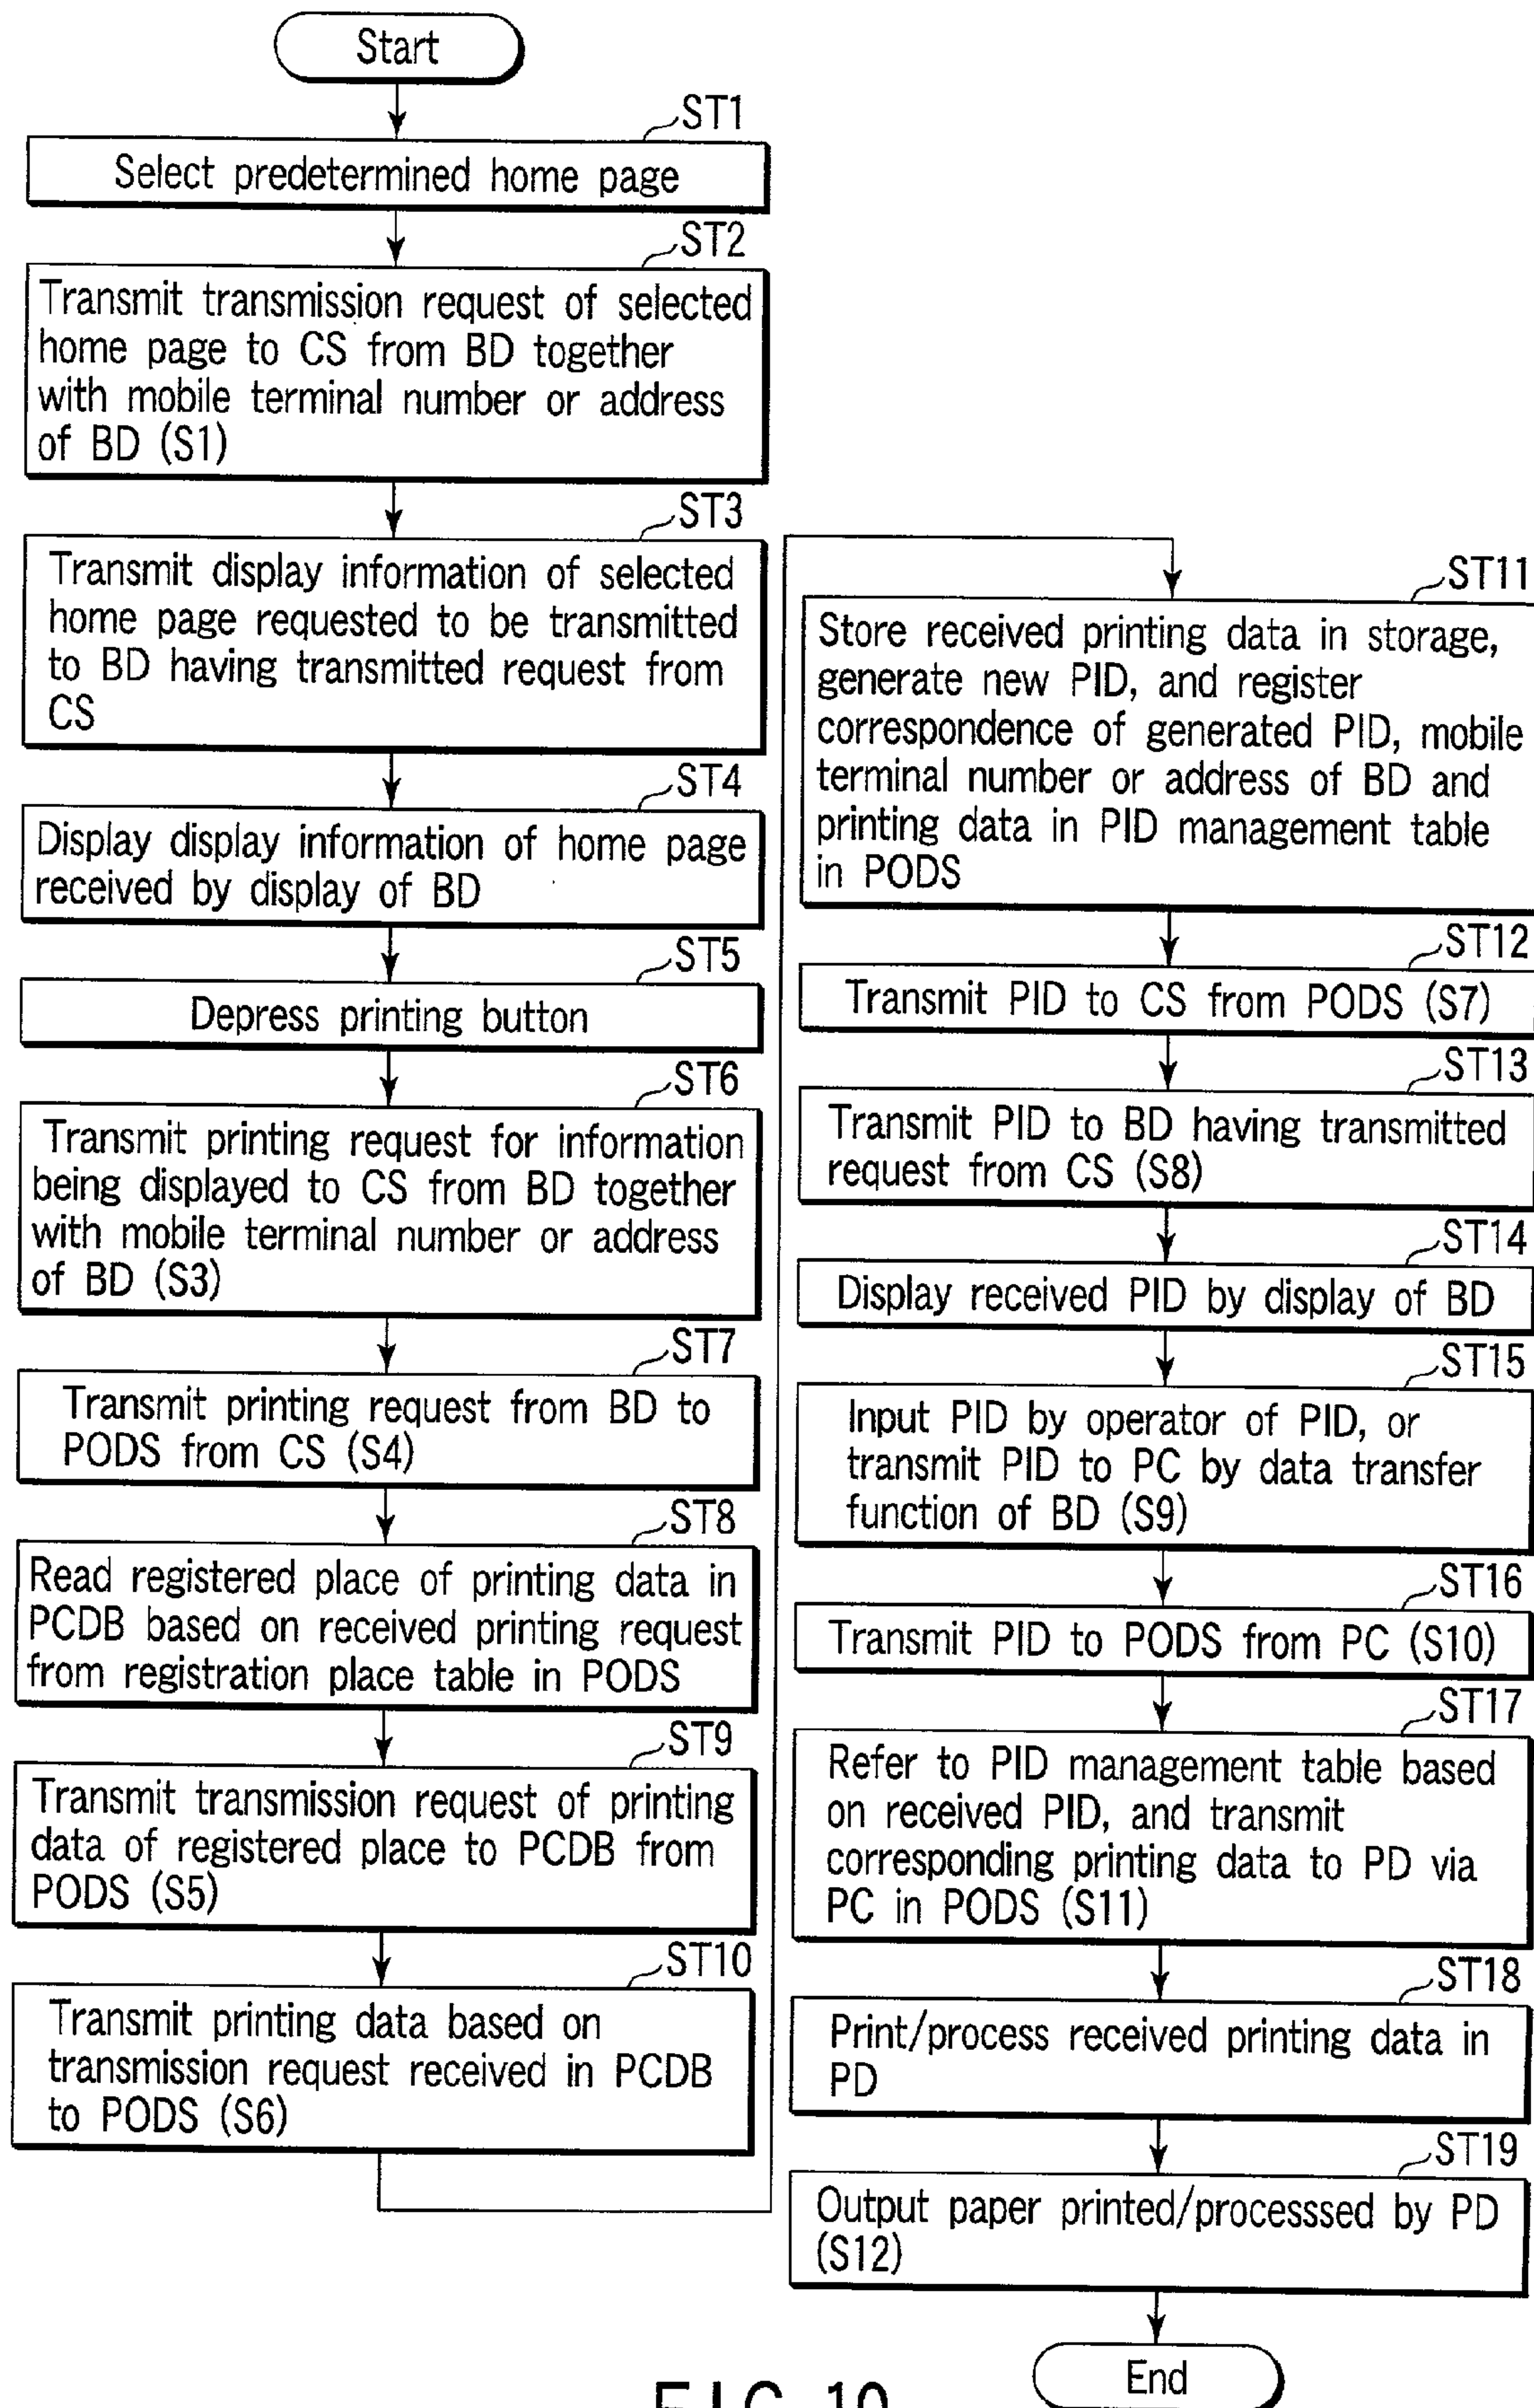 Start
ST1
Select predetermined home page
ST2
Transmit transmission request of selected
home page to CS from BD together
with mobile terminal number or address
of BD (S1)
ST3
Transmit display information of selected
home page requested to be transmitted
to BD having transmitted request from
CS
ST4
Display display information of home page
received by display of BD
ST5
Depress printing button
ST6
Transmit printing request for information
being displayed to CS from BD together
with mobile terminal number or address
of BD (S3)
ST7
Transmit printing request from BD to
PODS from CS (S4)
ST8
Read registered place of printing data in
PCDB based on received printing request
from registration place table in PODS
ST9
Transmit transmission request of printing
data of registered place to PCDB from
PODS (S5)
ST10
Transmit printing data based on
transmission request received in PCDB
to PODS (S6)
ST11
Store received printing data in storage,
generate new PID, and register
correspondence of generated PID, mobile
terminal number or address of BD and
printing data in PID management table
in PODS
ST12
Transmit PID to CS from PODS (S7)
ST13
Transmit PID to BD having transmitted
request from CS (S8)
ST14
Display received PID by display of BD
ST15
Input PID by operator of PID, or
transmit PID to PC by data transfer
function of BD (S9)
ST16
Transmit PID to PODS from PC (S10)
ST17
Refer to PID management table based
on received PID, and transmit
corresponding printing data to PD via
PC in PODS (S11)
ST18
Print/process received printing data in
PD
ST19
Output paper printed/processsed by PD
(S12)
End